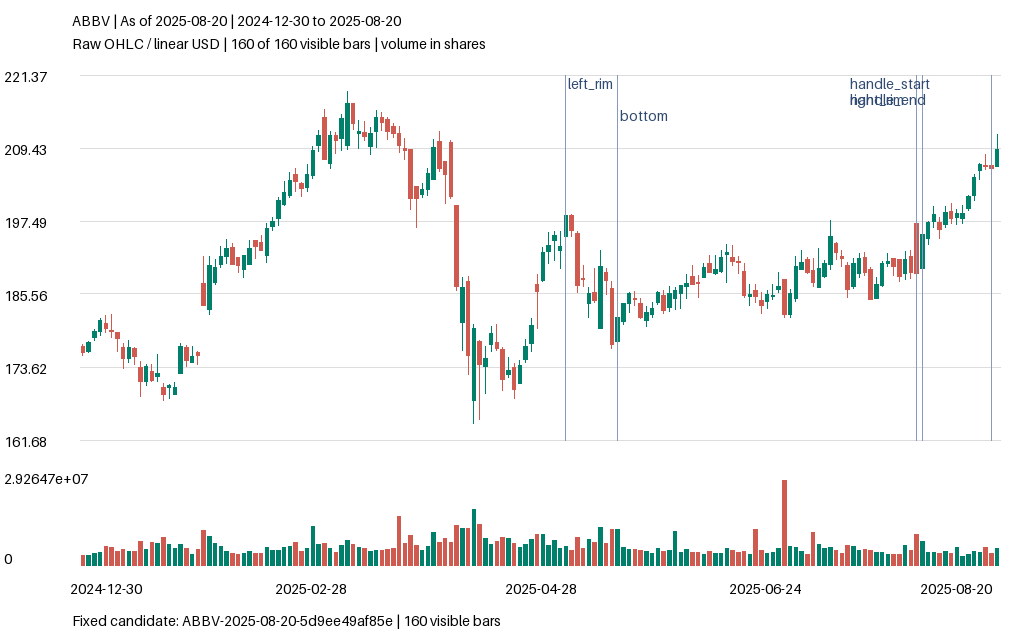 ABBV | As of 2025-08-20 | 2024-12-30 to 2025-08-20
Raw OHLC / linear USD | 160 of 160 visible bars | volume in shares
221.37
left_rim
handle_start
handle_end
bottom
209.43
197.49
185.56
173.62
161.68
2.92647e+07
0
2024-12-30
2025-02-28
2025-04-28
2025-06-24
2025-08-20
Fixed candidate: ABBV-2025-08-20-5d9ee49af85e | 160 visible bars